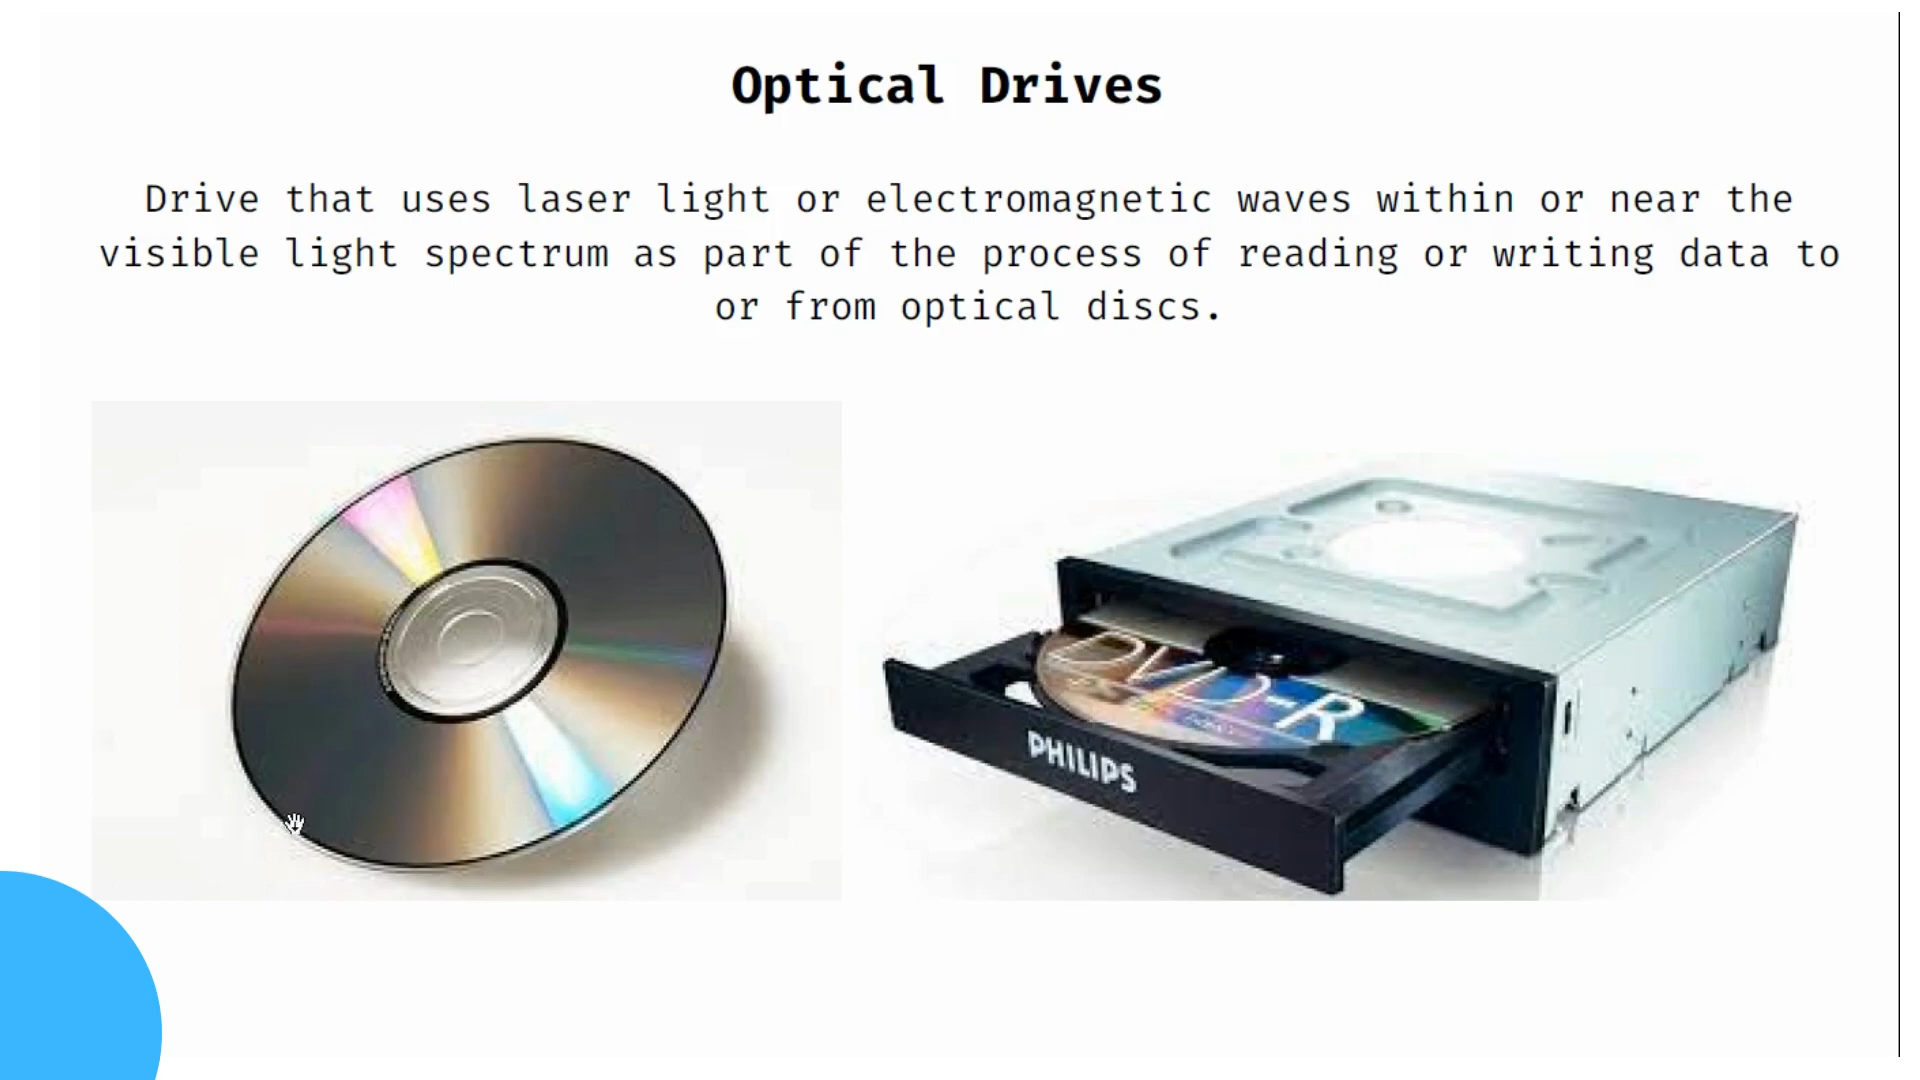 Optical Drives
Drive that uses laser light or electromagnetic waves within or near the
visible light spectrum as part of the process of reading or writing data to
or from optical discs.
DVD-R
PHILIPS